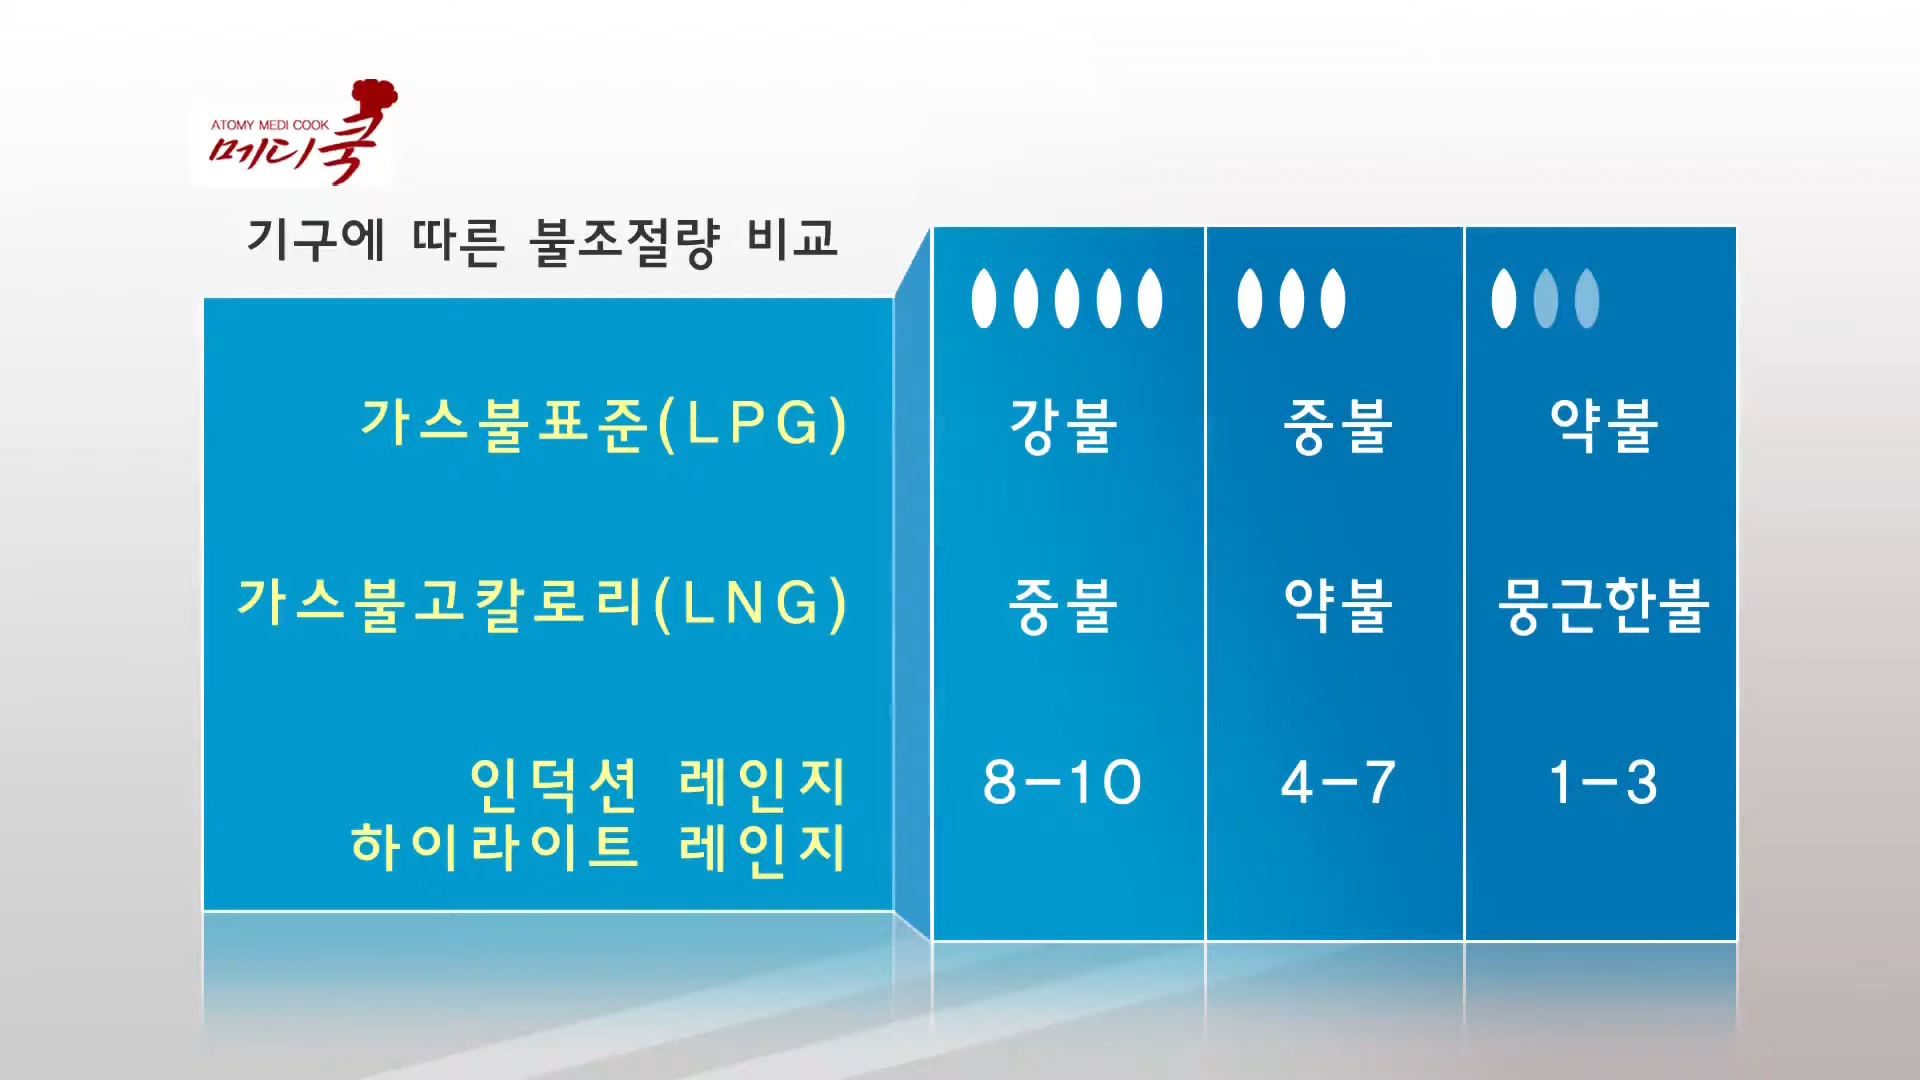 ATOMY MEDI COOK
메디쿡
기구에 따른 불조절량 비교
가스불표준(LPG) 강불 중불 약불
가스불고칼로리(LNG) 중불 약불 뭉근한불
인덕션 레인지 8-10 4-7 1-3
하이라이트 레인지